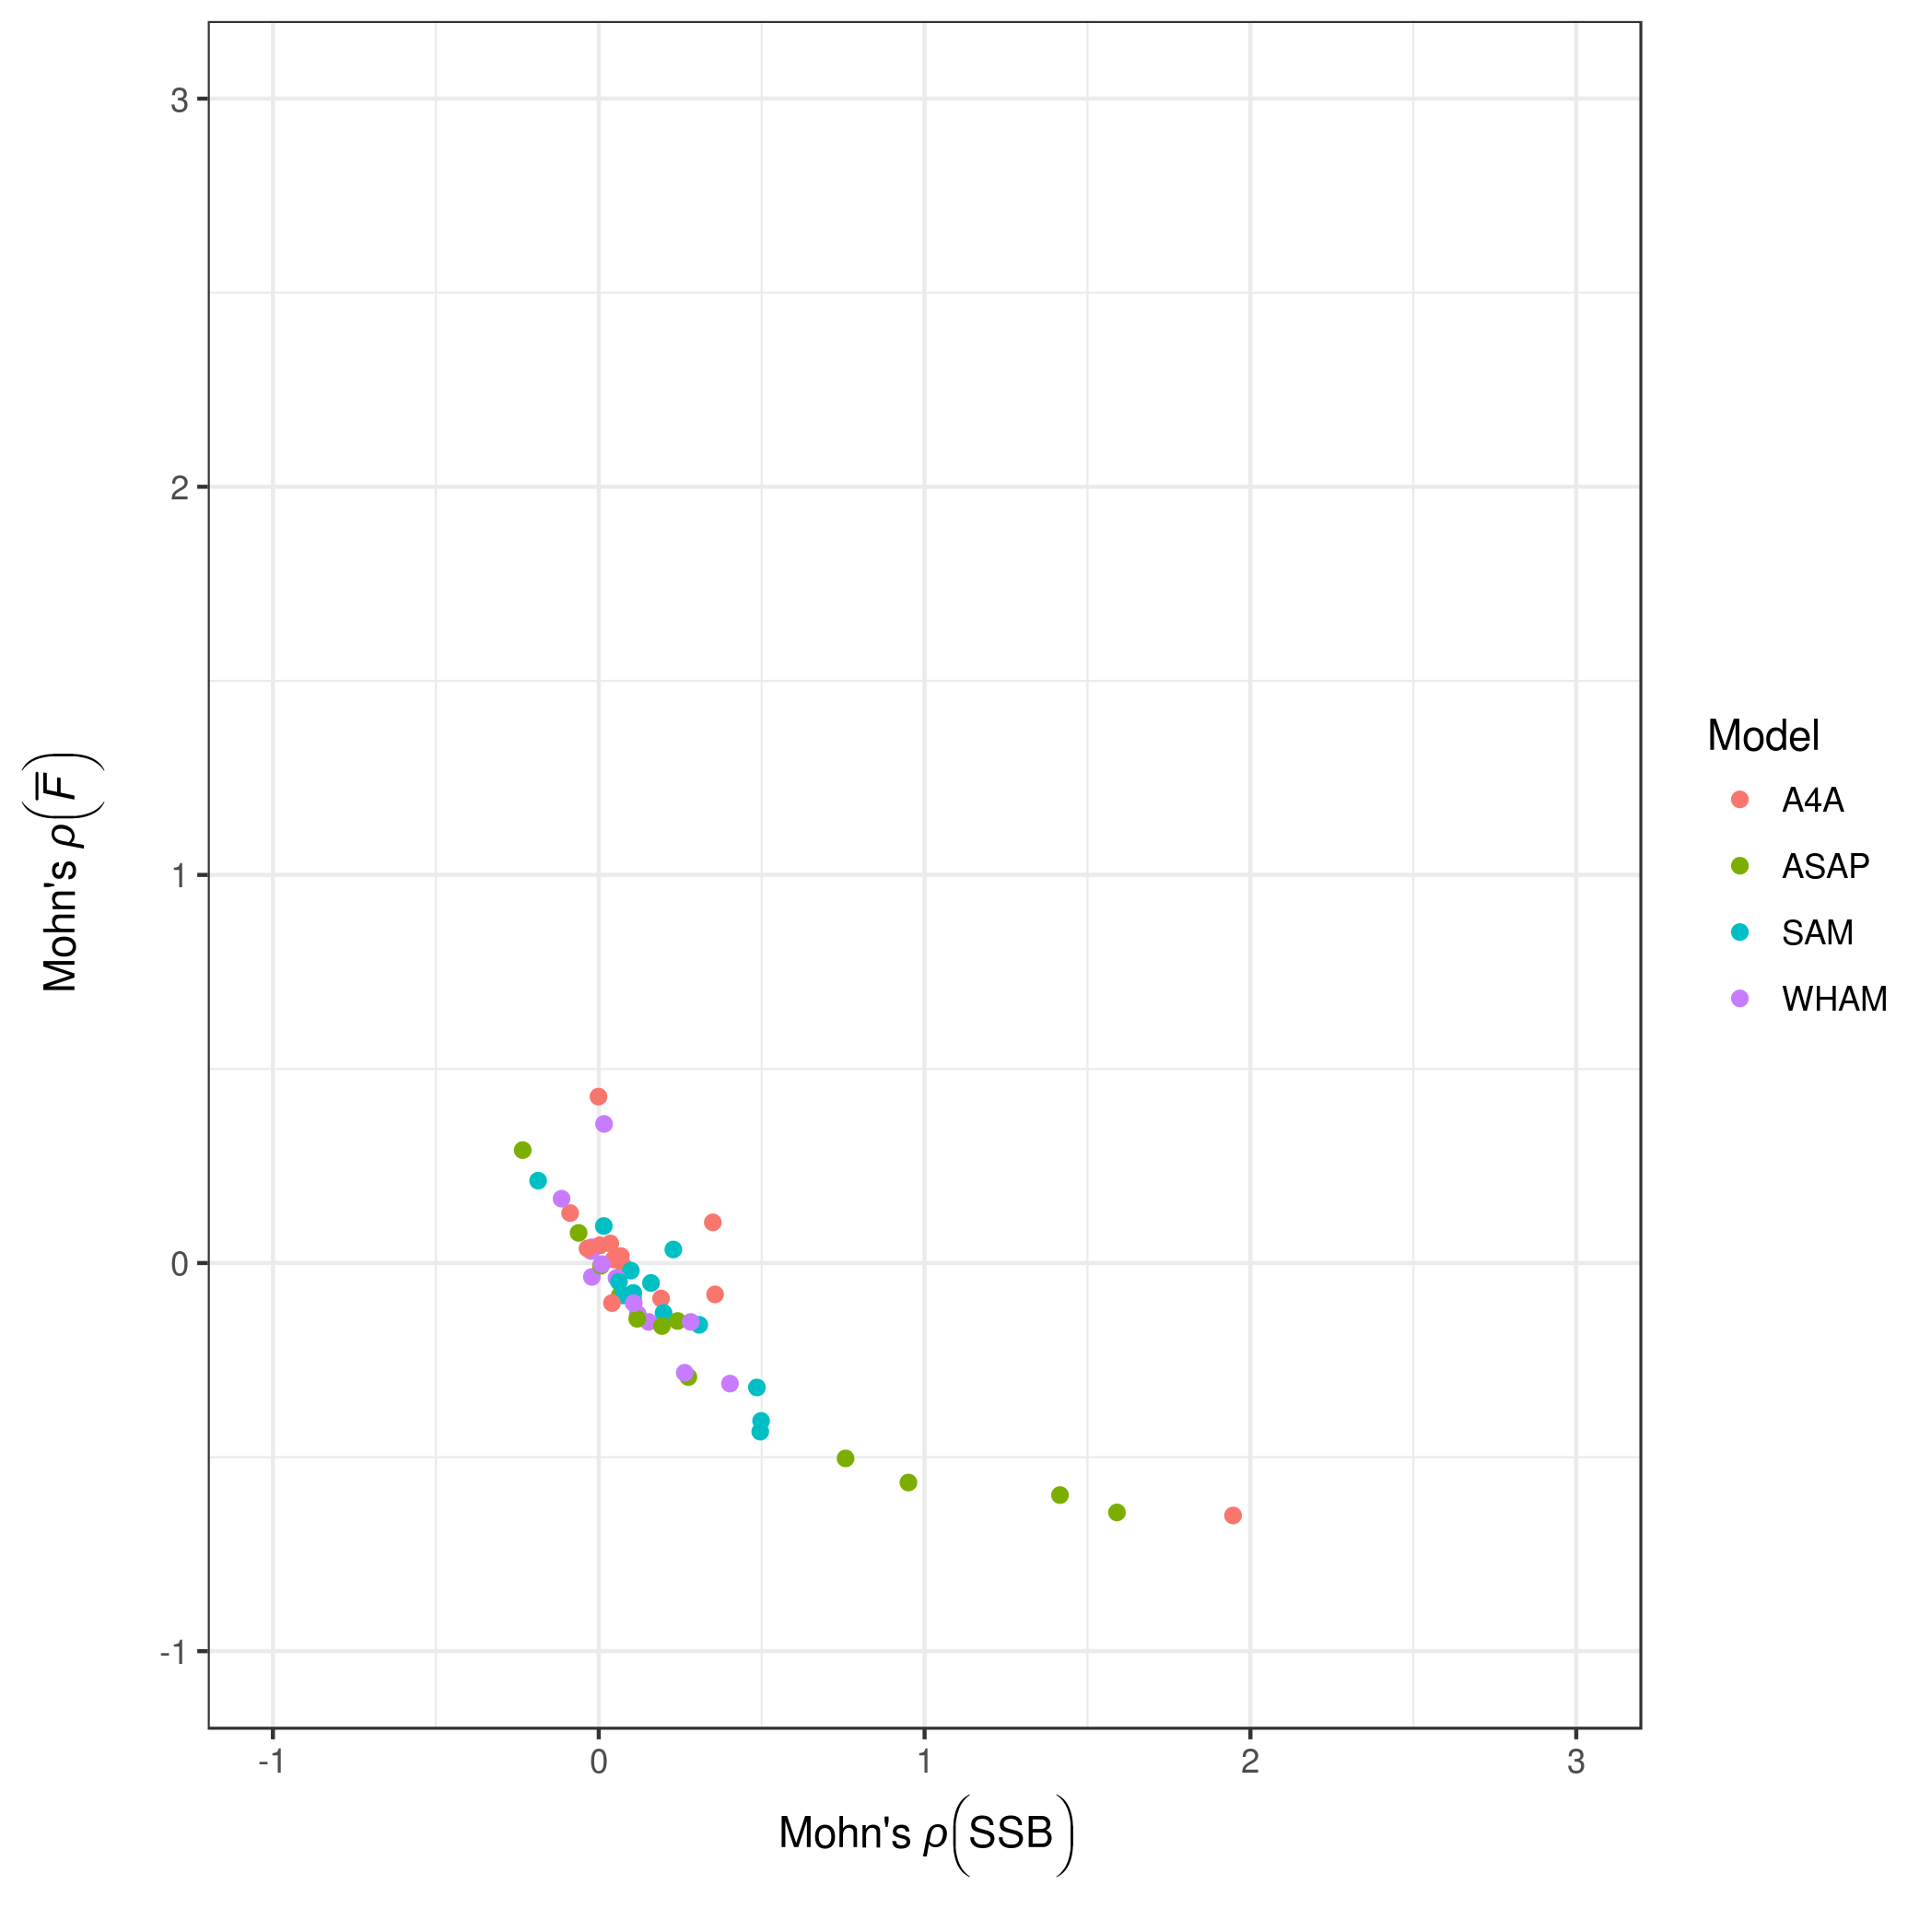 3
2
1
0
-1
-1 0 1 2 3
Mohn's ρ(SSB)
Mohn's ρ(F̅)
Model
A4A
ASAP
SAM
WHAM